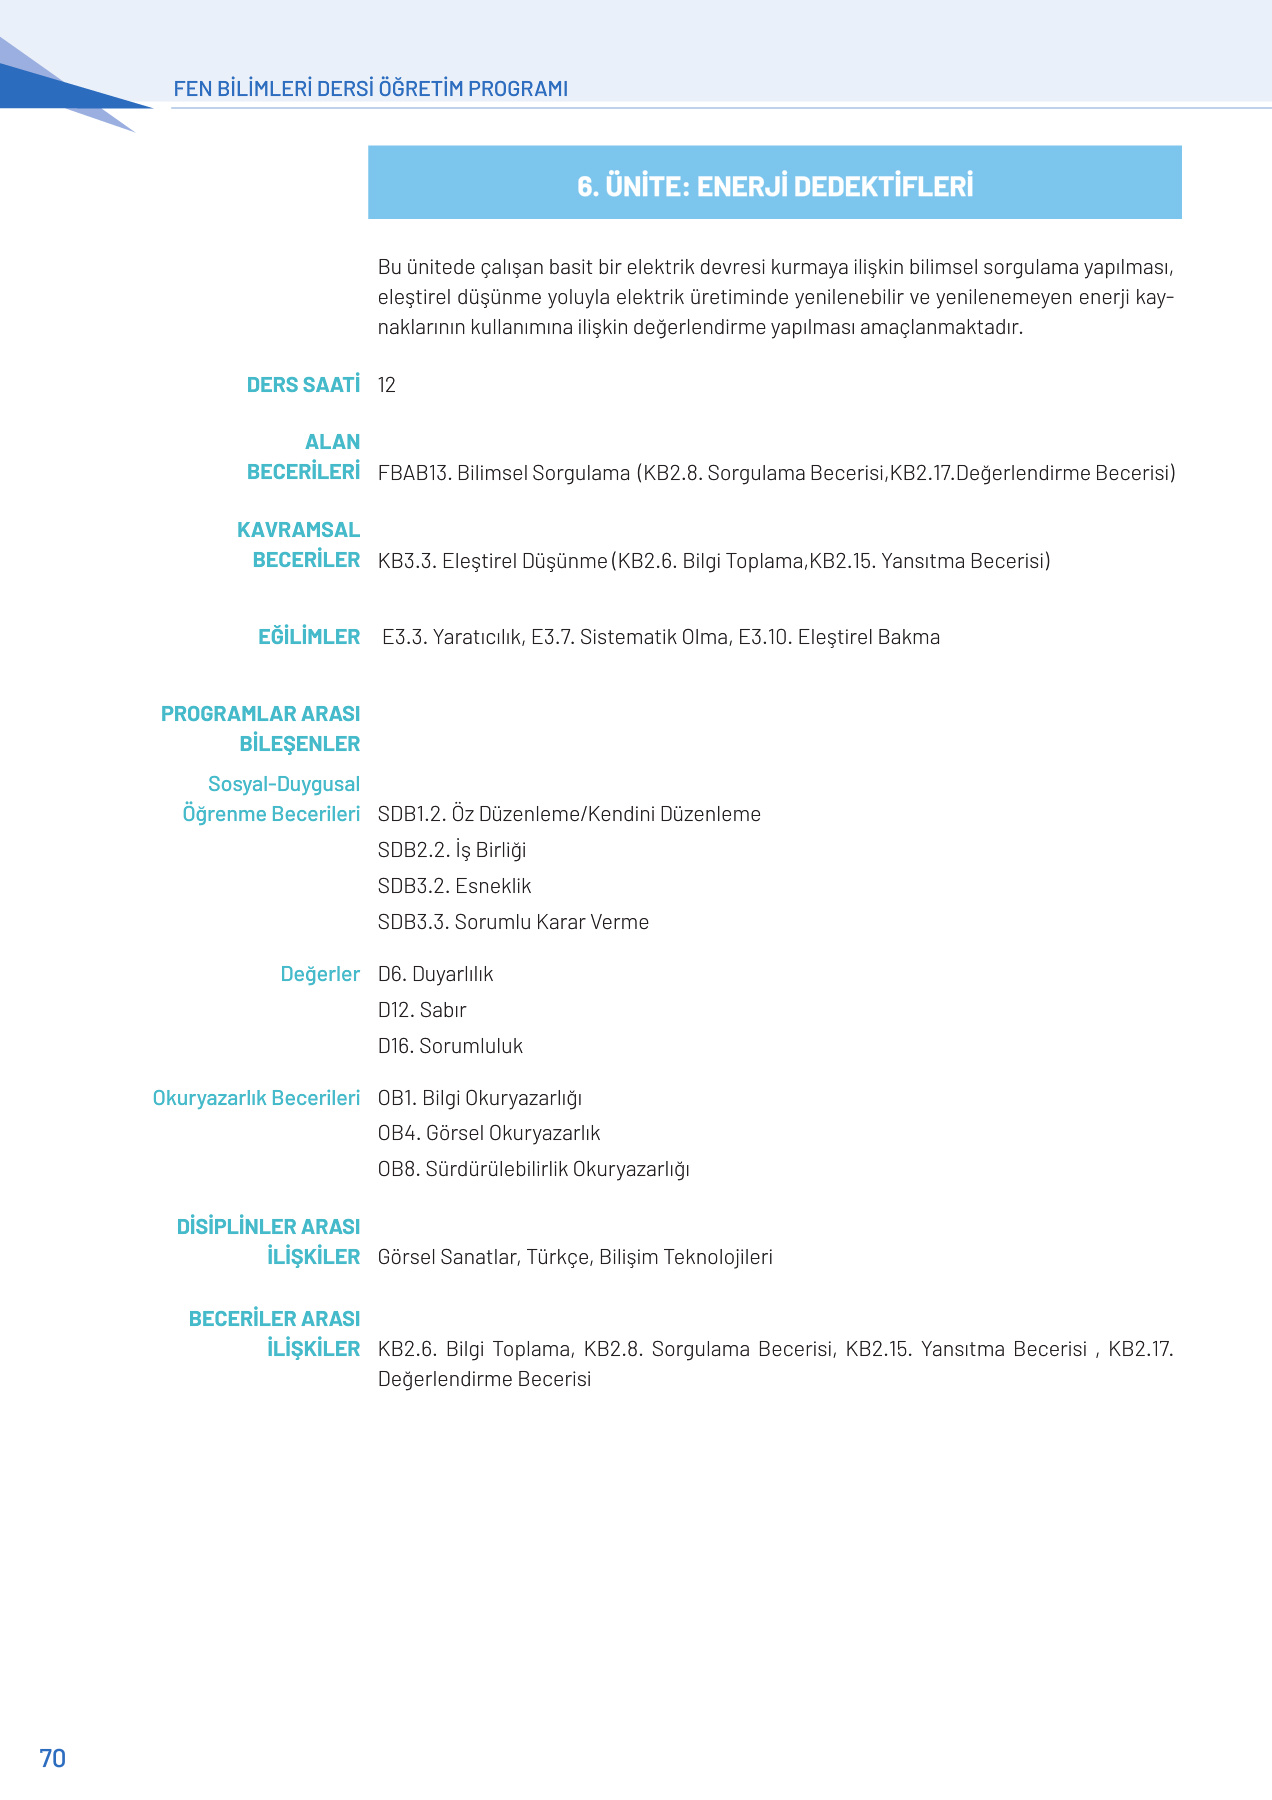 FEN BİLİMLERİ DERSİ ÖĞRETİM PROGRAMI
6. ÜNİTE: ENERJİ DEDEKTİFLERİ
Bu ünitede çalışan basit bir elektrik devresi kurmaya ilişkin bilimsel sorgulama yapılması,
eleştirel düşünme yoluyla elektrik üretiminde yenilenebilir ve yenilenemeyen enerji kay-
naklarının kullanımına ilişkin değerlendirme yapılması amaçlanmaktadır.
DERS SAATİ 12
ALAN
BECERİLERİ FBAB13. Bilimsel Sorgulama (KB2.8. Sorgulama Becerisi,KB2.17.Değerlendirme Becerisi)
KAVRAMSAL
BECERİLER KB3.3. Eleştirel Düşünme (KB2.6. Bilgi Toplama,KB2.15. Yansıtma Becerisi)
EĞİLİMLER E3.3. Yaratıcılık, E3.7. Sistematik Olma, E3.10. Eleştirel Bakma
PROGRAMLAR ARASI
BİLEŞENLER
Sosyal-Duygusal
Öğrenme Becerileri SDB1.2. Öz Düzenleme/Kendini Düzenleme
SDB2.2. İş Birliği
SDB3.2. Esneklik
SDB3.3. Sorumlu Karar Verme
Değerler D6. Duyarlılık
D12. Sabır
D16. Sorumluluk
Okuryazarlık Becerileri OB1. Bilgi Okuryazarlığı
OB4. Görsel Okuryazarlık
OB8. Sürdürülebilirlik Okuryazarlığı
DİSİPLİNLER ARASI
İLİŞKİLER Görsel Sanatlar, Türkçe, Bilişim Teknolojileri
BECERİLER ARASI
İLİŞKİLER KB2.6. Bilgi Toplama, KB2.8. Sorgulama Becerisi, KB2.15. Yansıtma Becerisi , KB2.17.
Değerlendirme Becerisi
70